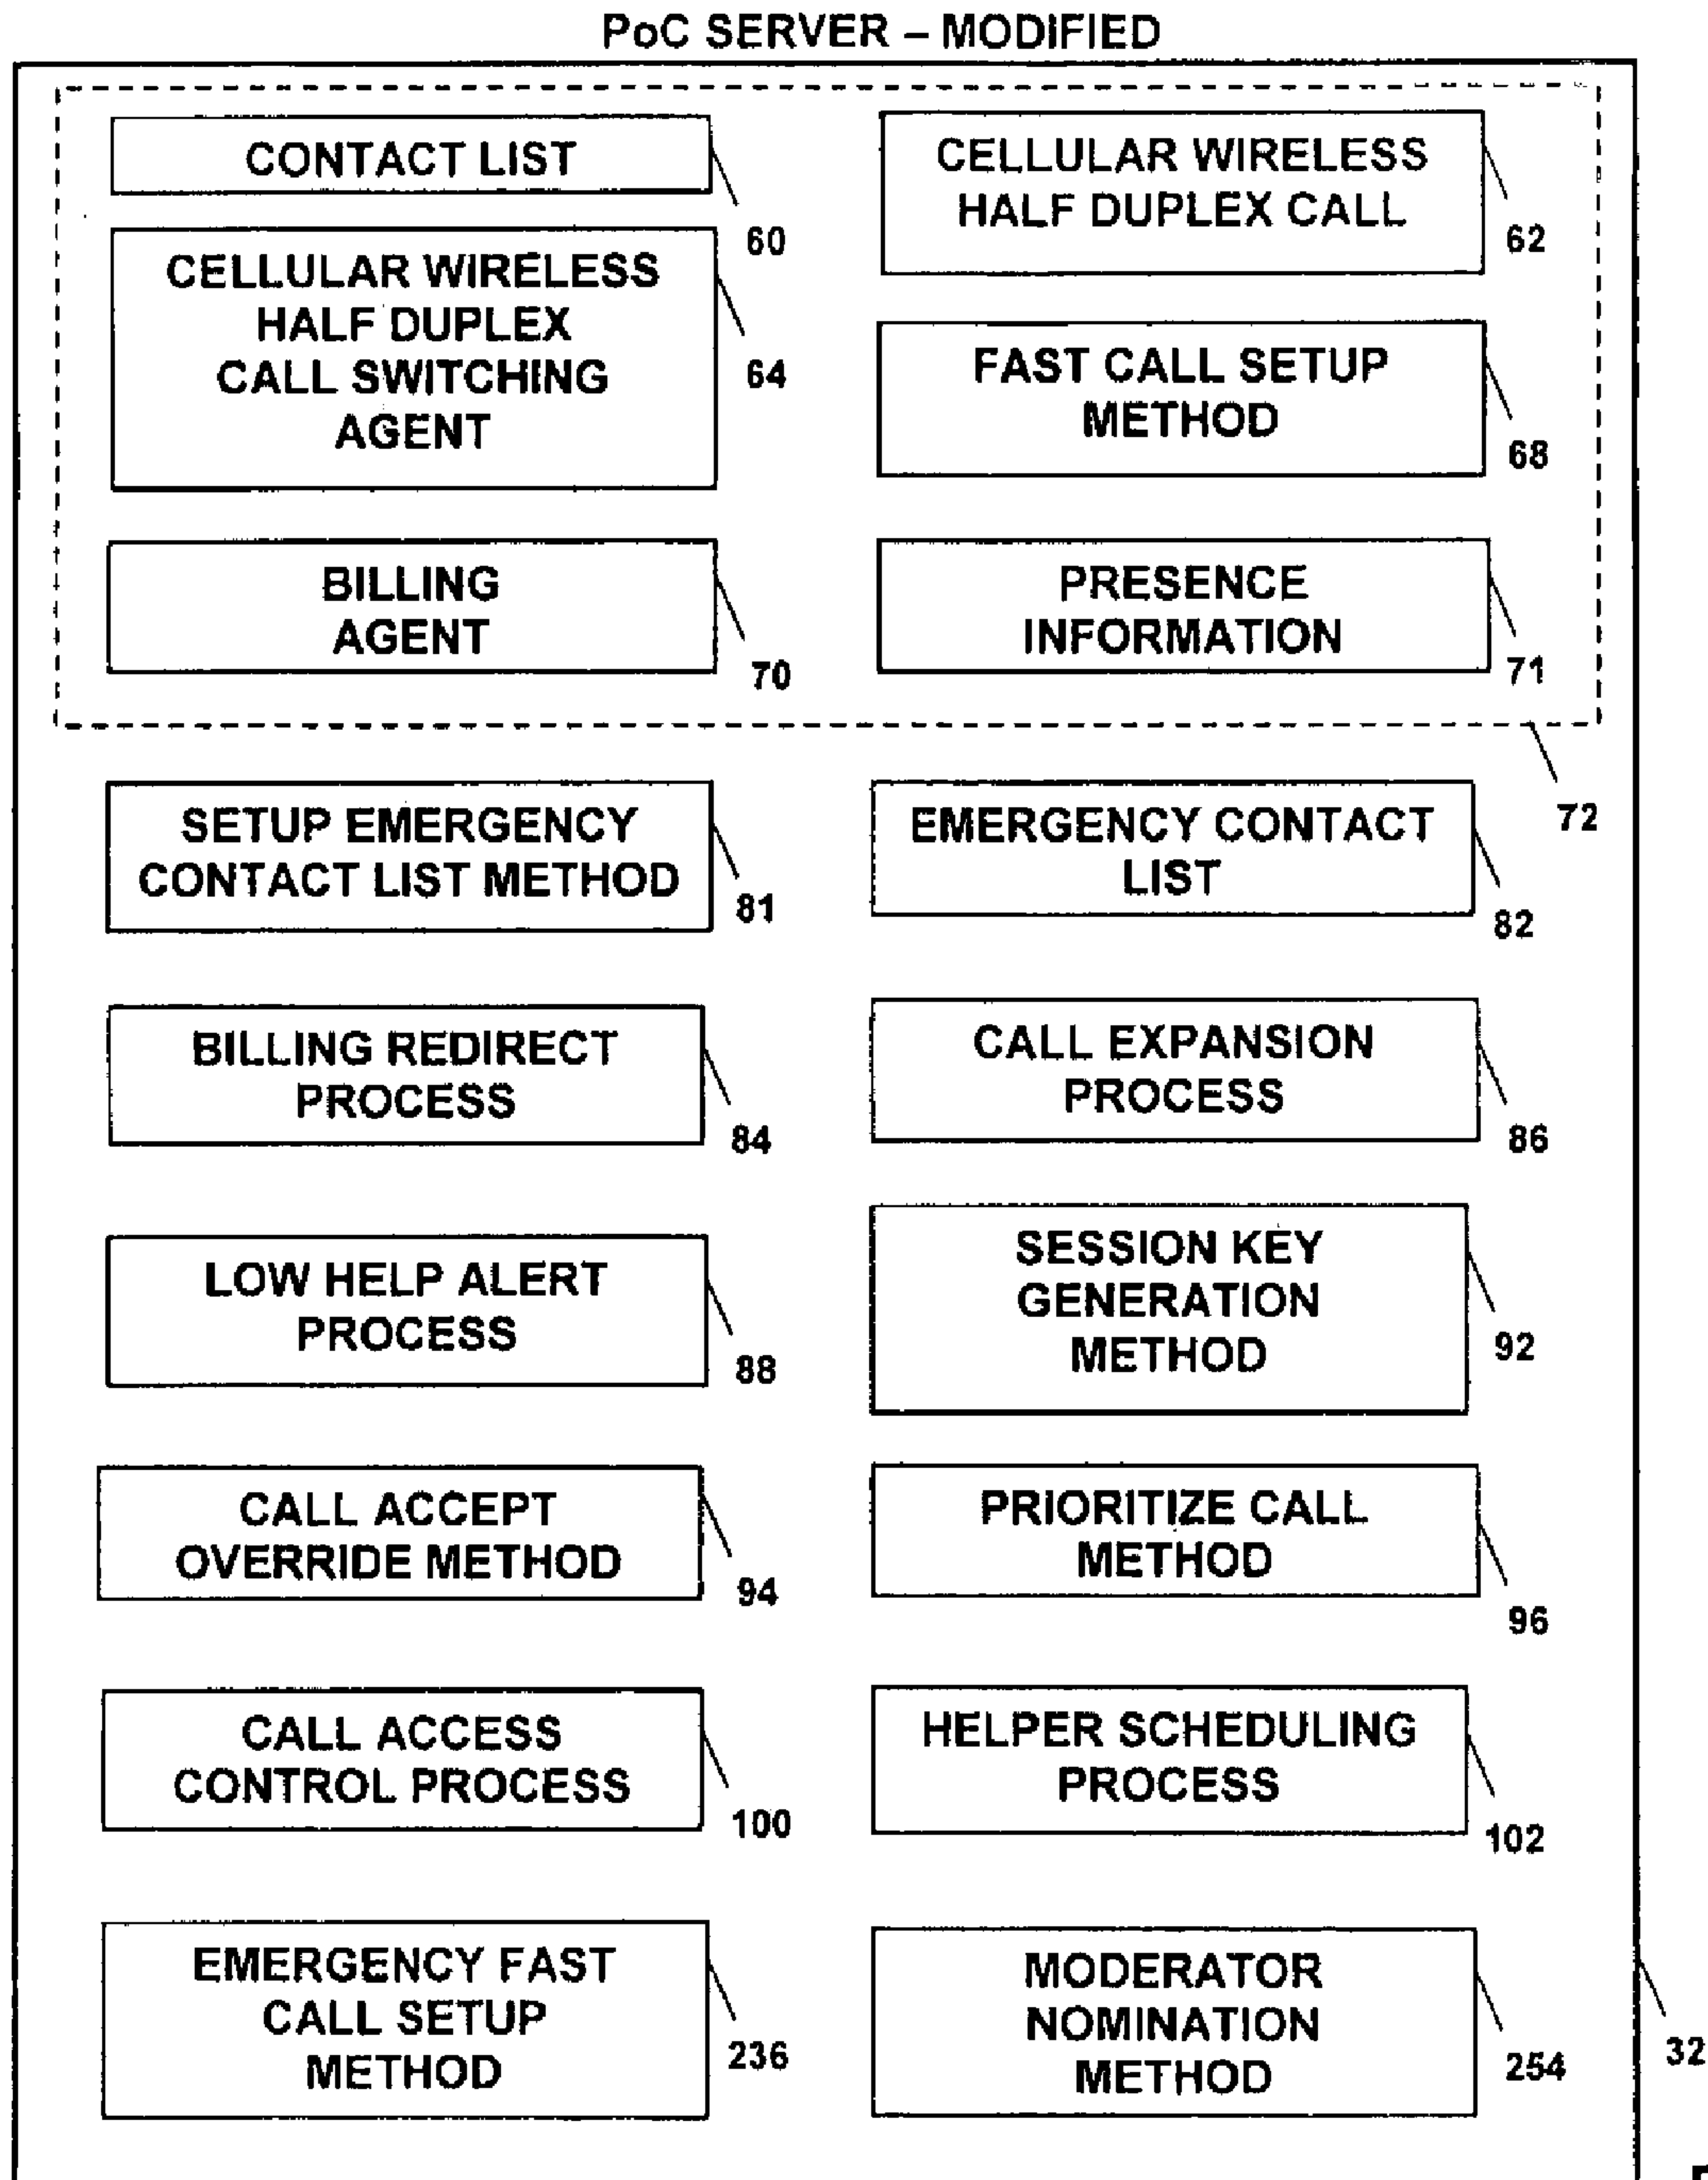 PoC SERVER – MODIFIED
CONTACT LIST
60
CELLULAR WIRELESS
HALF DUPLEX CALL
62
CELLULAR WIRELESS
HALF DUPLEX
CALL SWITCHING
AGENT
64
FAST CALL SETUP
METHOD
68
BILLING
AGENT
70
PRESENCE
INFORMATION
71
72
SETUP EMERGENCY
CONTACT LIST METHOD
81
EMERGENCY CONTACT
LIST
82
BILLING REDIRECT
PROCESS
84
CALL EXPANSION
PROCESS
86
LOW HELP ALERT
PROCESS
88
SESSION KEY
GENERATION
METHOD
92
CALL ACCEPT
OVERRIDE METHOD
94
PRIORITIZE CALL
METHOD
96
CALL ACCESS
CONTROL PROCESS
100
HELPER SCHEDULING
PROCESS
102
EMERGENCY FAST
CALL SETUP
METHOD
236
MODERATOR
NOMINATION
METHOD
254
32